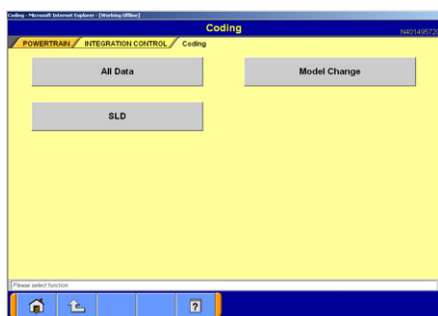 Coding - Microsoft Internet Explorer - [Working Offline]
Coding
N401495720
POWERTRAIN INTEGRATION CONTROL Coding
All Data Model Change
SLD
Please select function
?